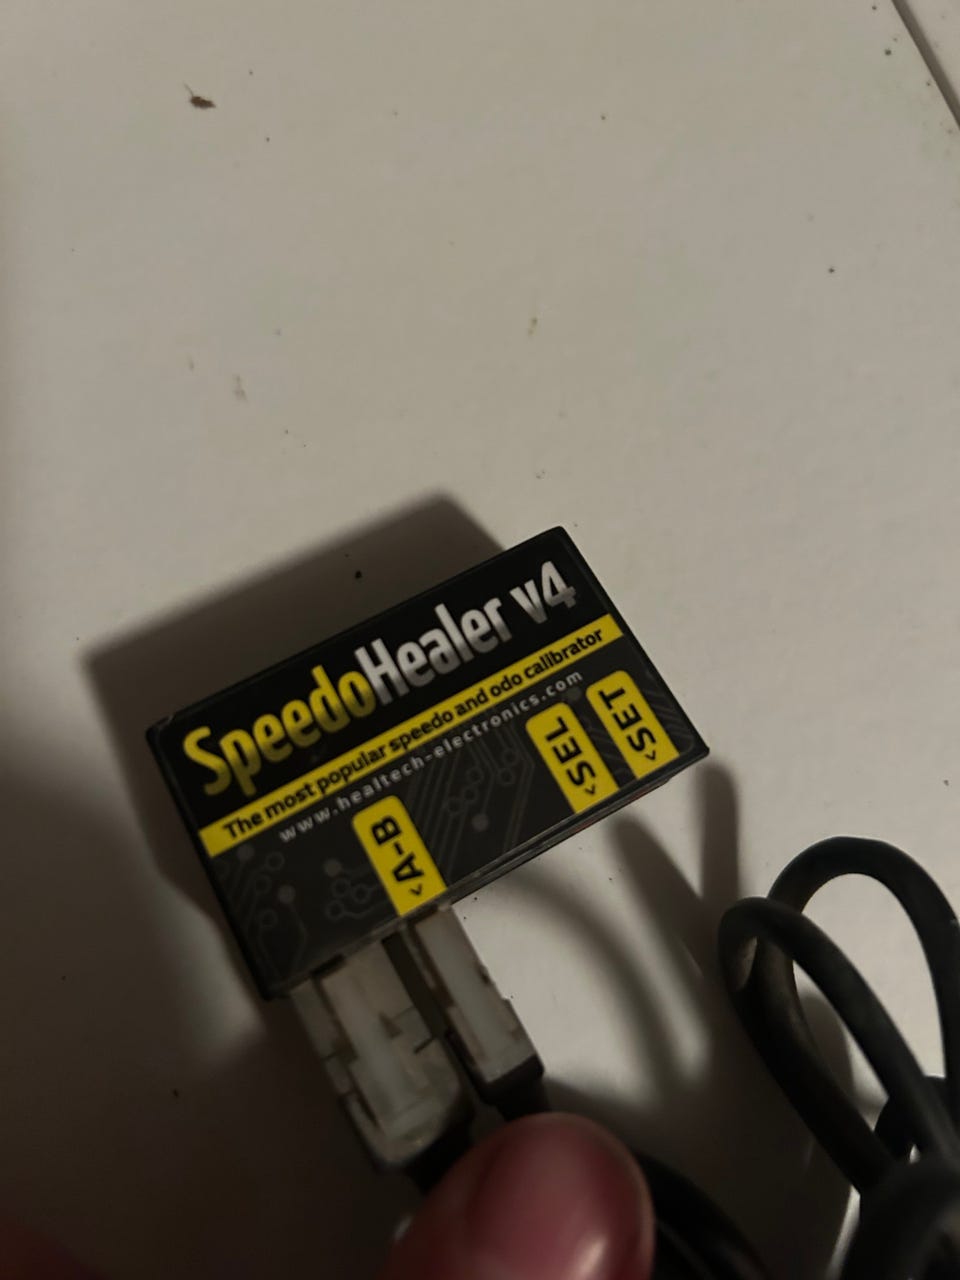 SpeedoHealer v4
The most popular speedo and odo calibrator
www.healtech-electronics.com
<A-B
<SEL
<SET